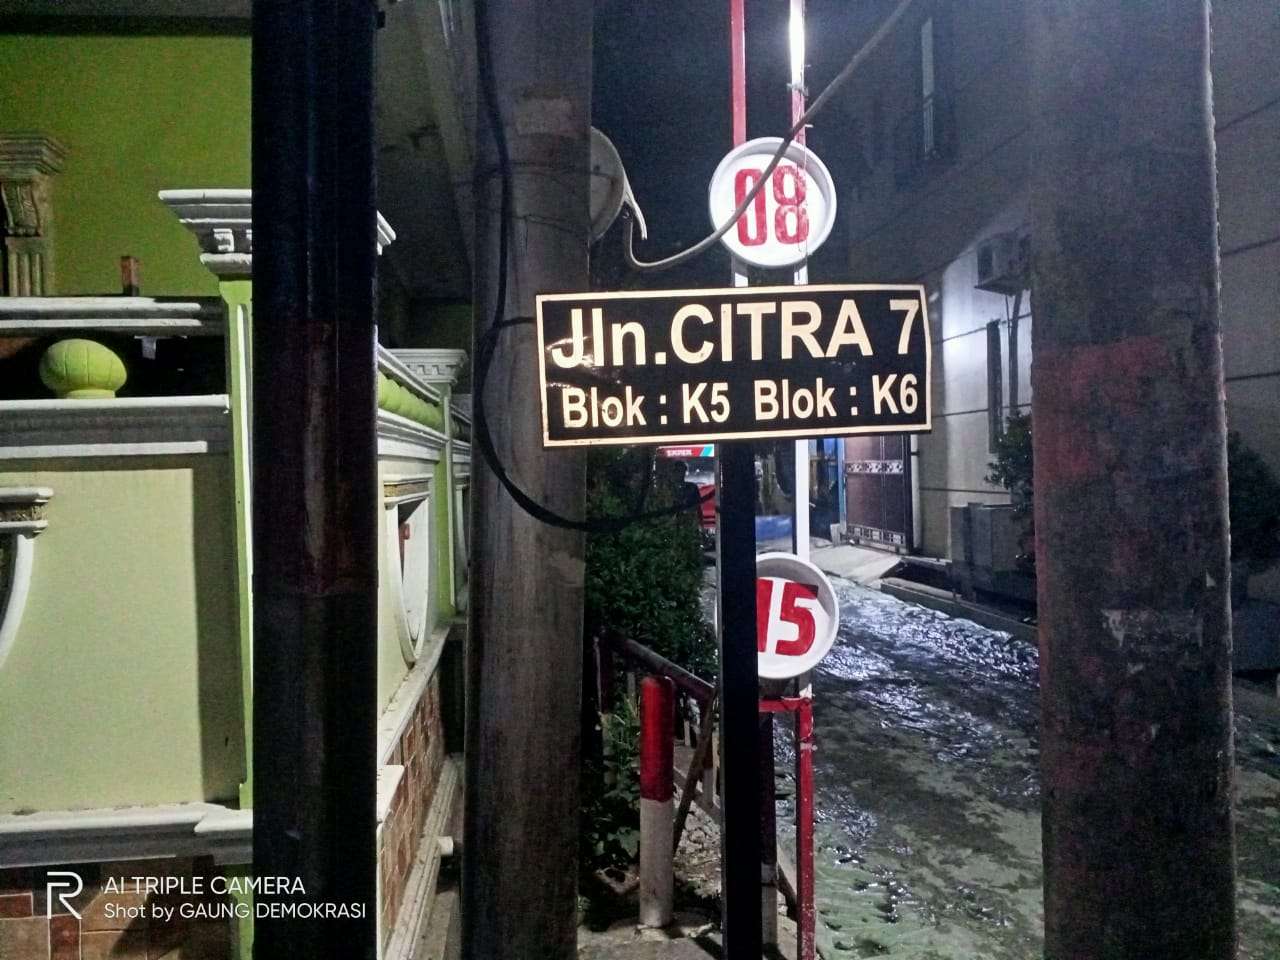 08
Jln.CITRA 7
Blok : K5 Blok : K6
15
R
AI TRIPLE CAMERA
Shot by GAUNG DEMOKRASI